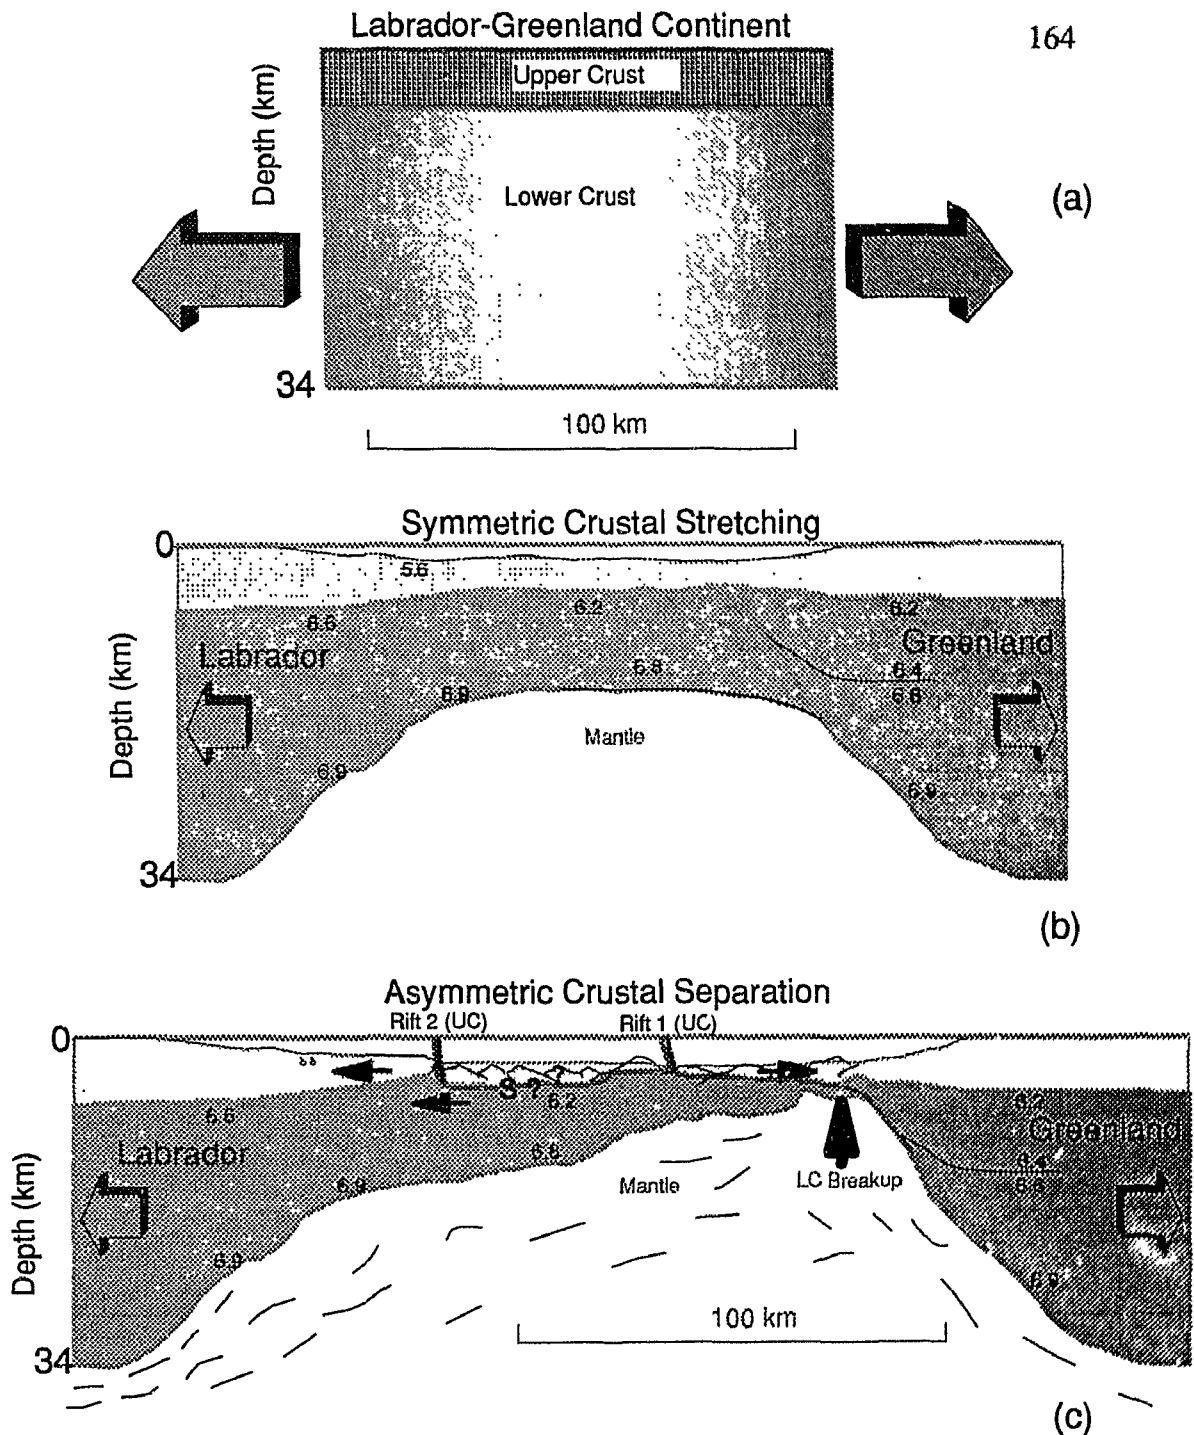 Labrador-Greenland Continent
164
Upper Crust
Depth (km)
Lower Crust
(a)
34
100 km
Symmetric Crustal Stretching
0
5.6
6.2
6.2
6.6
Labrador
Greenland
6.8
6.4
6.6
6.9
Depth (km)
Mantle
6.9
6.9
34
(b)
Asymmetric Crustal Separation
Rift 2 (UC)
Rift 1 (UC)
0
S ? ?
6.2
6.2
6.6
Labrador
Greenland
6.8
6.4
6.6
6.9
Mantle
LC Breakup
Depth (km)
6.9
6.9
100 km
34
(c)